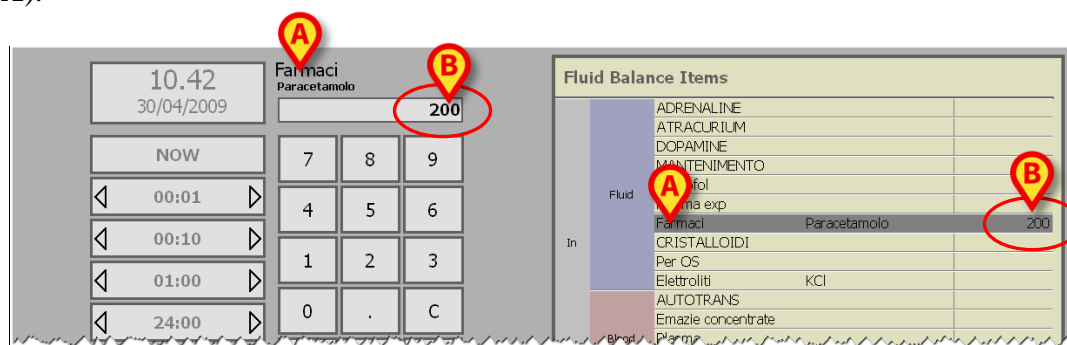 A
B
10.42
30/04/2009
Farmaci
Paracetamolo
200
NOW
00:01
00:10
01:00
24:00
7 8 9
4 5 6
1 2 3
0 . C
Fluid Balance Items
In
Fluid
ADRENALINE
ATRACURIUM
DOPAMINE
MANTENIMENTO
A
B
Farmaci Paracetamolo 200
CRISTALLOIDI
Per OS
Elettroliti KCl
Blood
AUTOTRANS
Emazie concentrate
Plasma